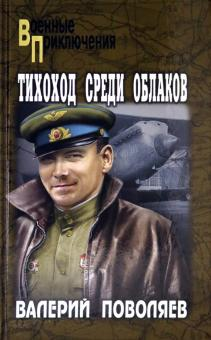 Военные
Приключения
ТИХОХОД СРЕДИ ОБЛАКОВ
ВАЛЕРИЙ ПОВОЛЯЕВ